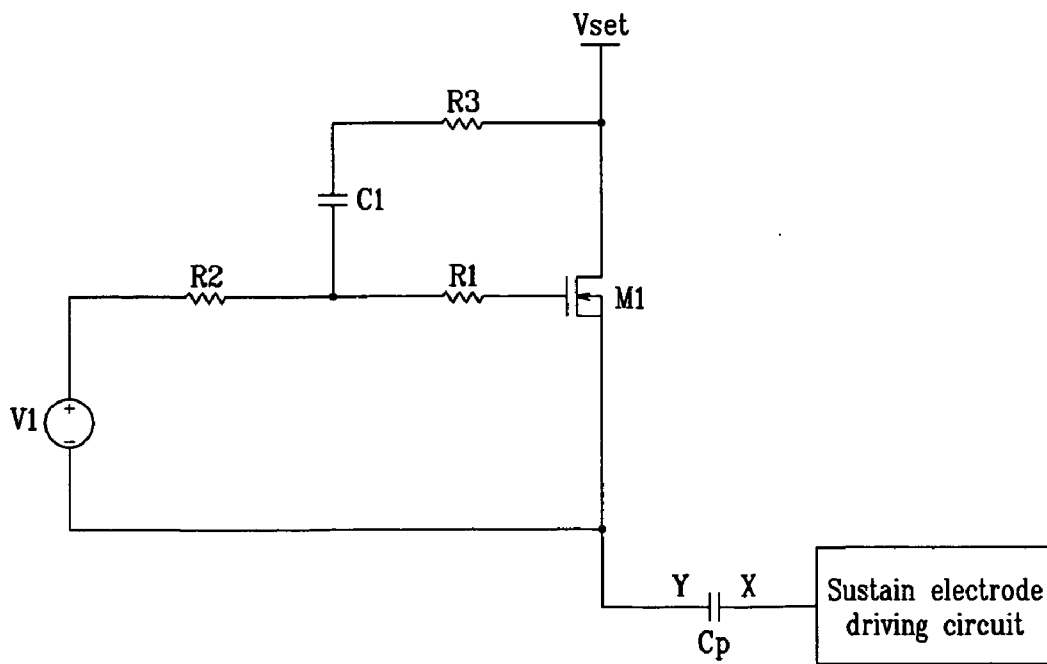 Vset
R3
C1
R2
R1
M1
V1
+
−
Y
X
Cp
Sustain electrode
driving circuit